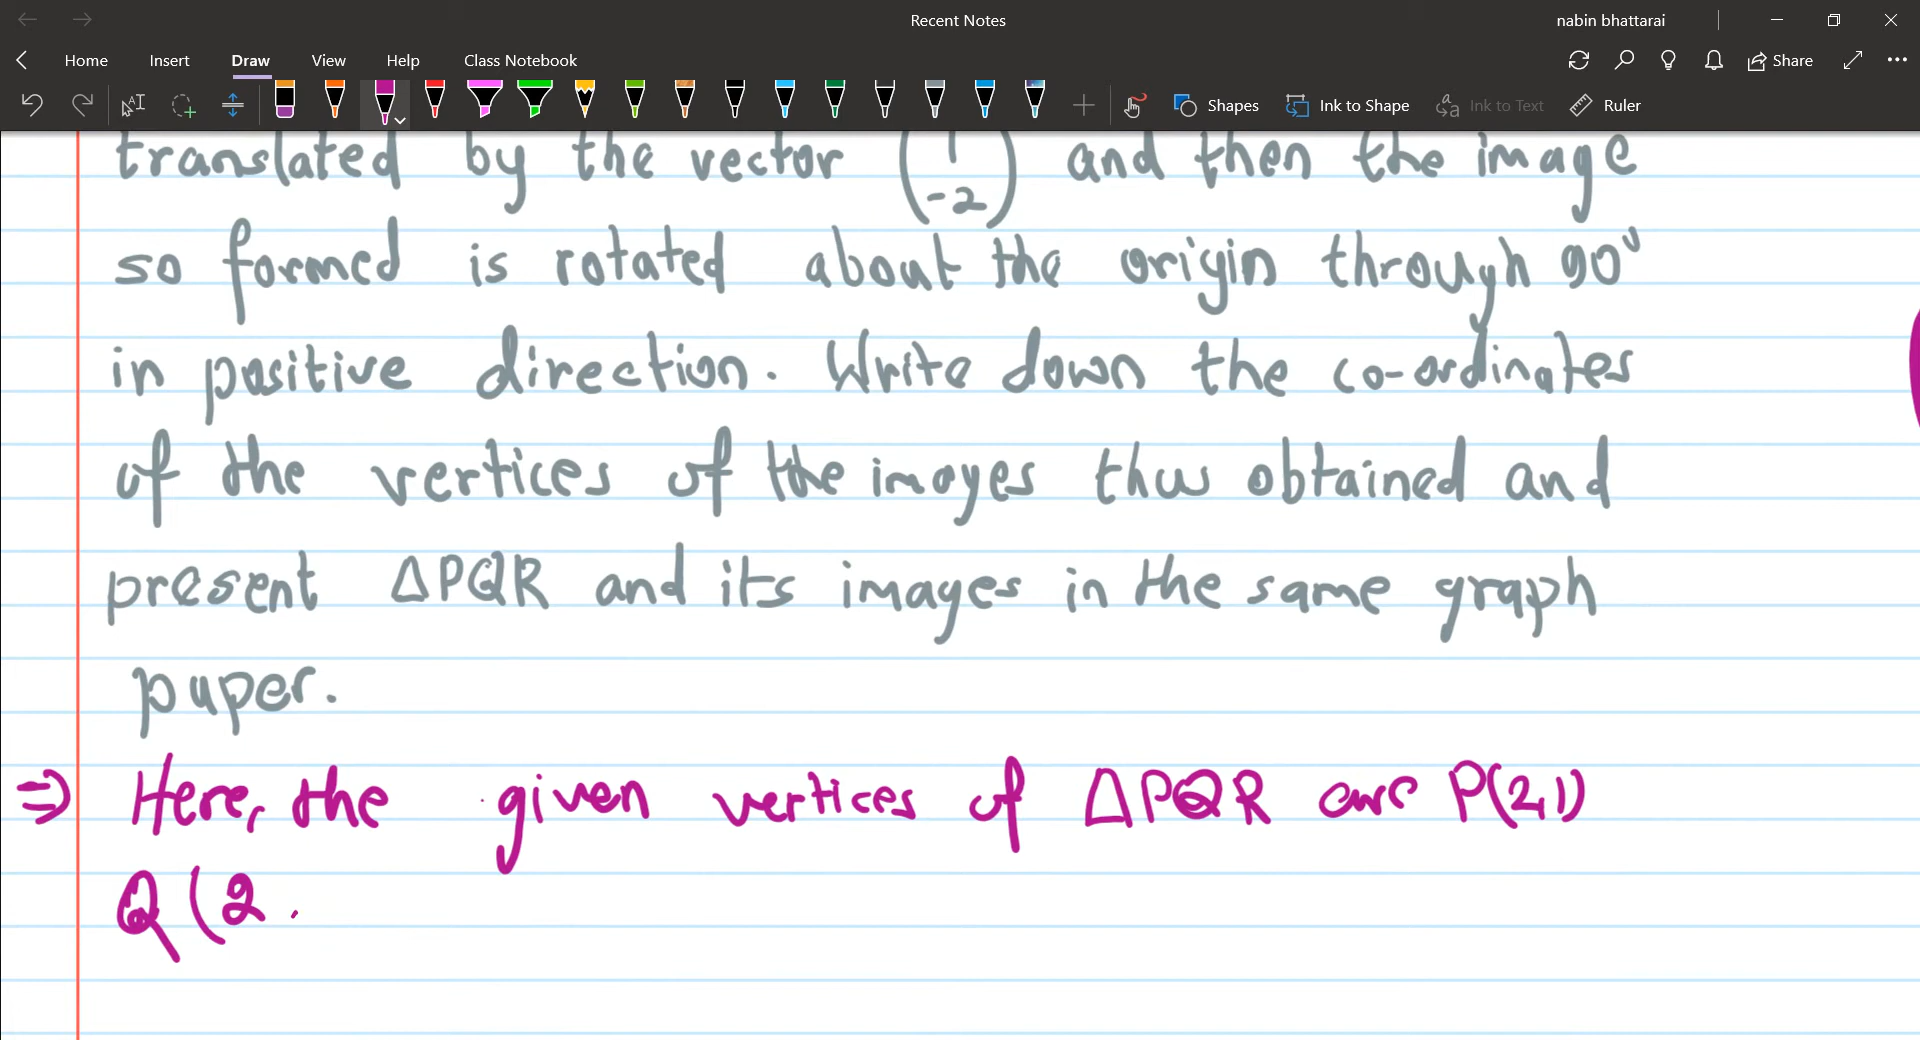 Recent Notes
nabin bhattarai
Home Insert Draw View Help Class Notebook
Share
Shapes Ink to Shape Ink to Text Ruler
translated by the vector (1 -2) and then the image
so formed is rotated about the origin through 90°
in positive direction. Write down the co-ordinates
of the vertices of the images thus obtained and
present ΔPQR and its images in the same graph
paper.
⇒ Here, the given vertices of ΔPQR are P(2,1)
Q (2 .